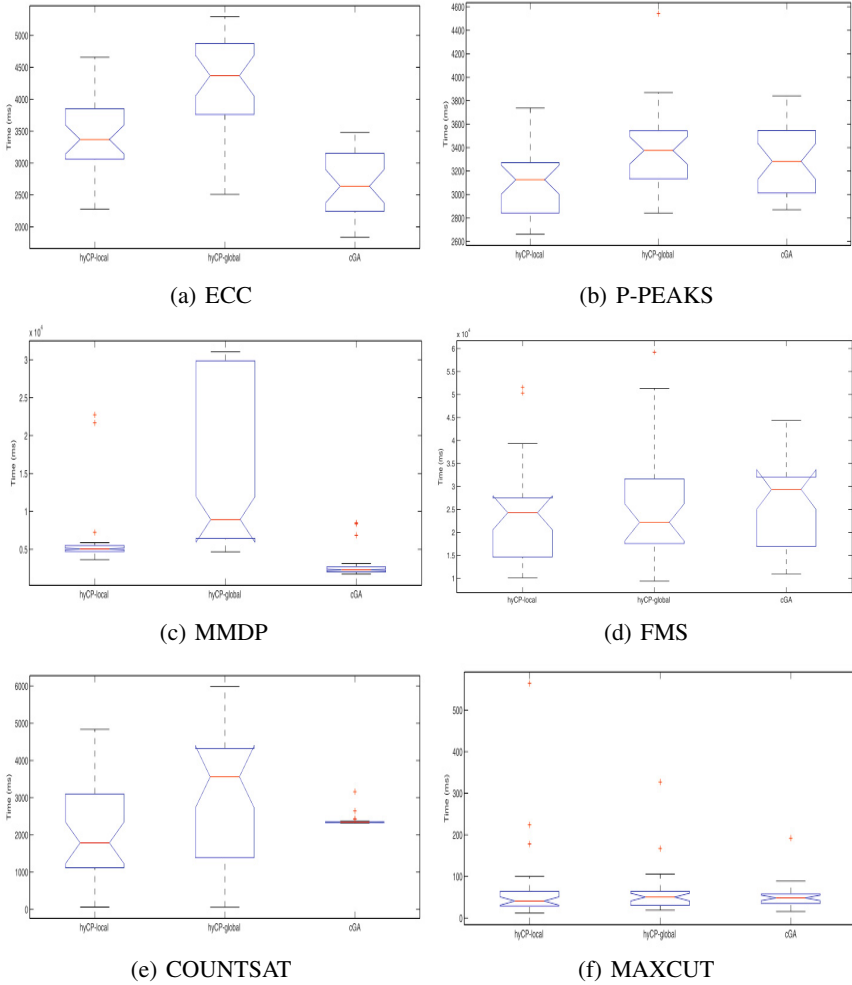 Time (ms)
5000
4500
4000
3500
3000
2500
2000
hyCP-local hyCP-global cGA
(a) ECC
Time (ms)
4600
4400
4200
4000
3800
3600
3400
3200
3000
2800
2600
hyCP-local hyCP-global cGA
(b) P-PEAKS
x 10⁴
Time (ms)
3
2.5
2
1.5
1
0.5
hyCP-local hyCP-global cGA
(c) MMDP
x 10⁴
Time (ms)
6
5.5
5
4.5
4
3.5
3
2.5
2
1.5
1
hyCP-local hyCP-global cGA
(d) FMS
Time (ms)
6000
5000
4000
3000
2000
1000
0
hyCP-local hyCP-global cGA
(e) COUNTSAT
Time (ms)
500
400
300
200
100
0
hyCP-local hyCP-global cGA
(f) MAXCUT